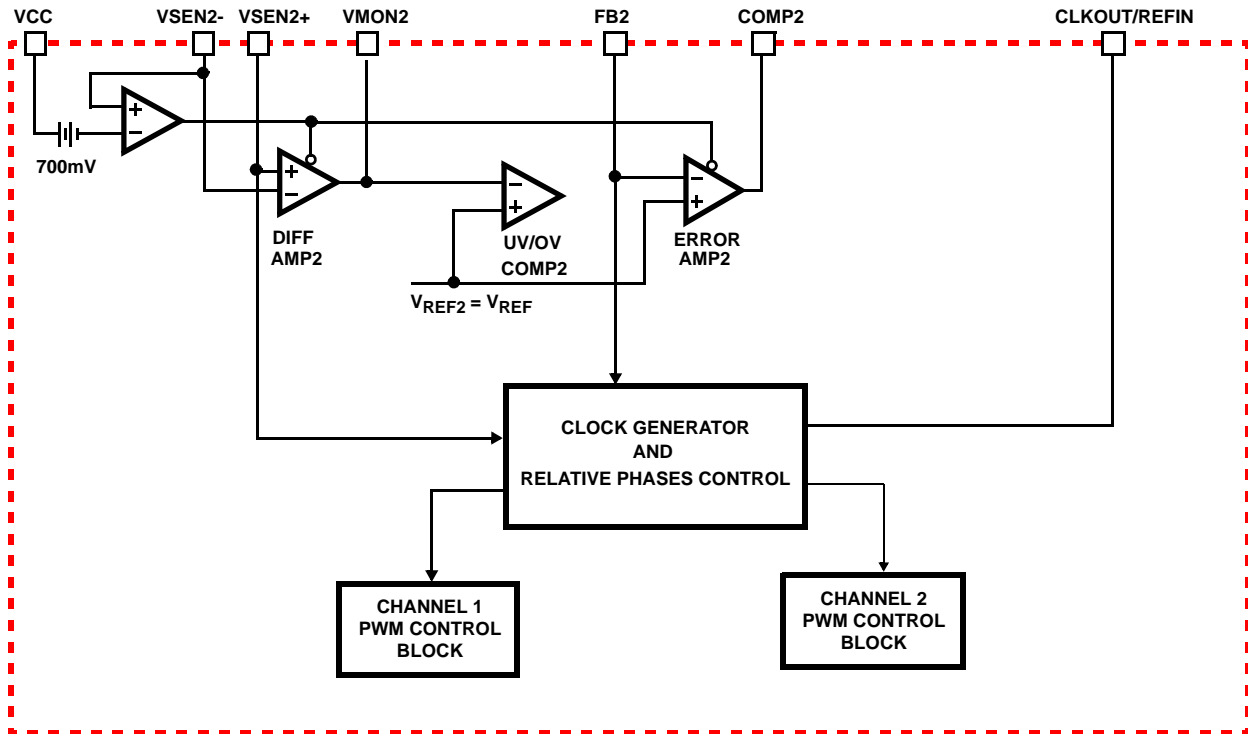 VCC VSEN2- VSEN2+ VMON2 FB2 COMP2 CLKOUT/REFIN
+
−
700mV
+
−
DIFF
AMP2
−
+
UV/OV
COMP2
−
+
ERROR
AMP2
VREF2 = VREF
CLOCK GENERATOR
AND
RELATIVE PHASES CONTROL
CHANNEL 1
PWM CONTROL
BLOCK
CHANNEL 2
PWM CONTROL
BLOCK